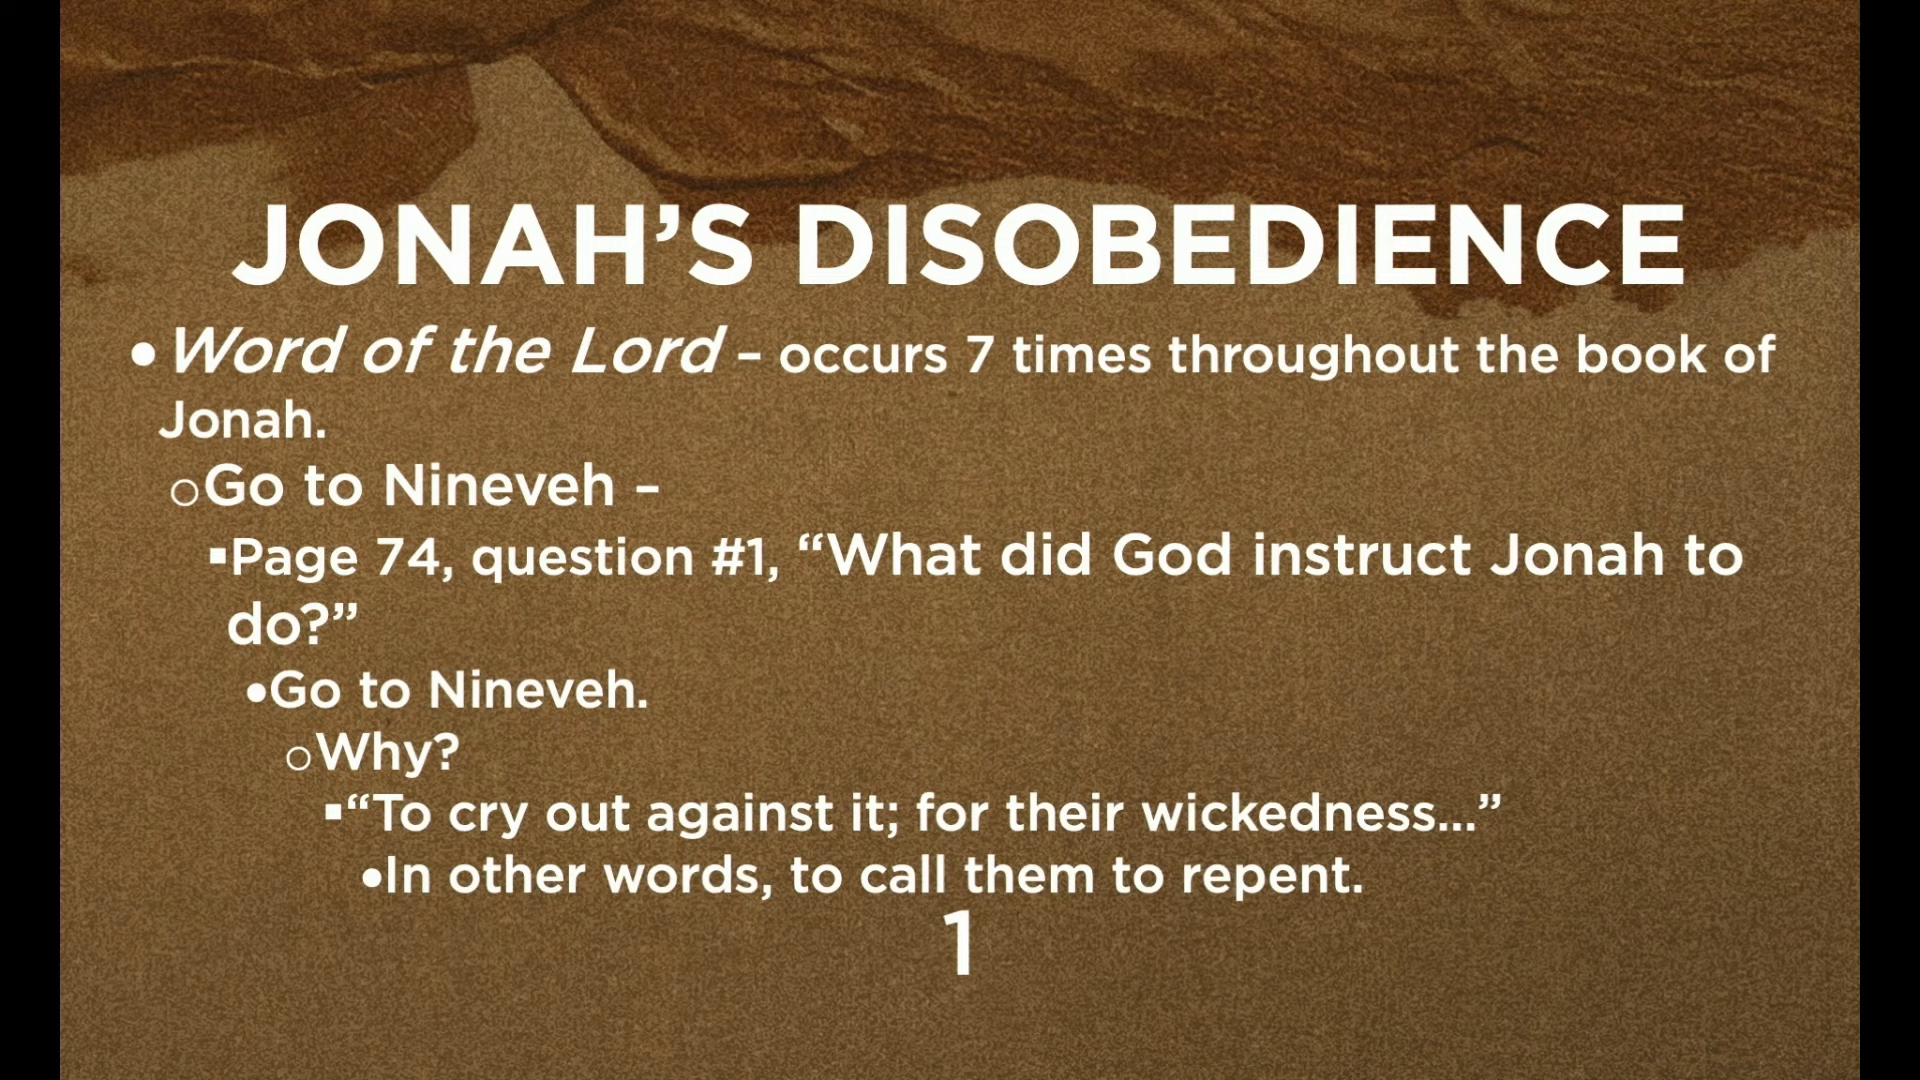 JONAH’S DISOBEDIENCE
•Word of the Lord – occurs 7 times throughout the book of
Jonah.
oGo to Nineveh –
▪Page 74, question #1, “What did God instruct Jonah to
do?”
•Go to Nineveh.
oWhy?
▪“To cry out against it; for their wickedness...”
•In other words, to call them to repent.
1